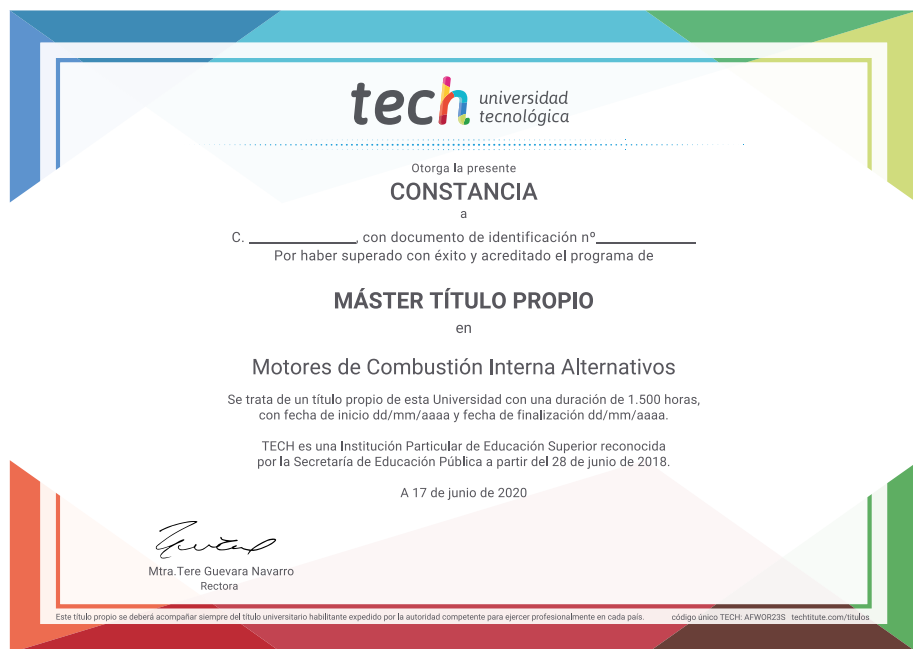 tech universidad
tecnológica
Otorga la presente
CONSTANCIA
a
C. ____________, con documento de identificación nº____________
Por haber superado con éxito y acreditado el programa de
MÁSTER TÍTULO PROPIO
en
Motores de Combustión Interna Alternativos
Se trata de un título propio de esta Universidad con una duración de 1.500 horas,
con fecha de inicio dd/mm/aaaa y fecha de finalización dd/mm/aaaa.
TECH es una Institución Particular de Educación Superior reconocida
por la Secretaría de Educación Pública a partir del 28 de junio de 2018.
A 17 de junio de 2020
Mtra.Tere Guevara Navarro
Rectora
Este título propio se deberá acompañar siempre del título universitario habilitante expedido por la autoridad competente para ejercer profesionalmente en cada país. código único TECH: AFWOR23S techtitute.com/titulos